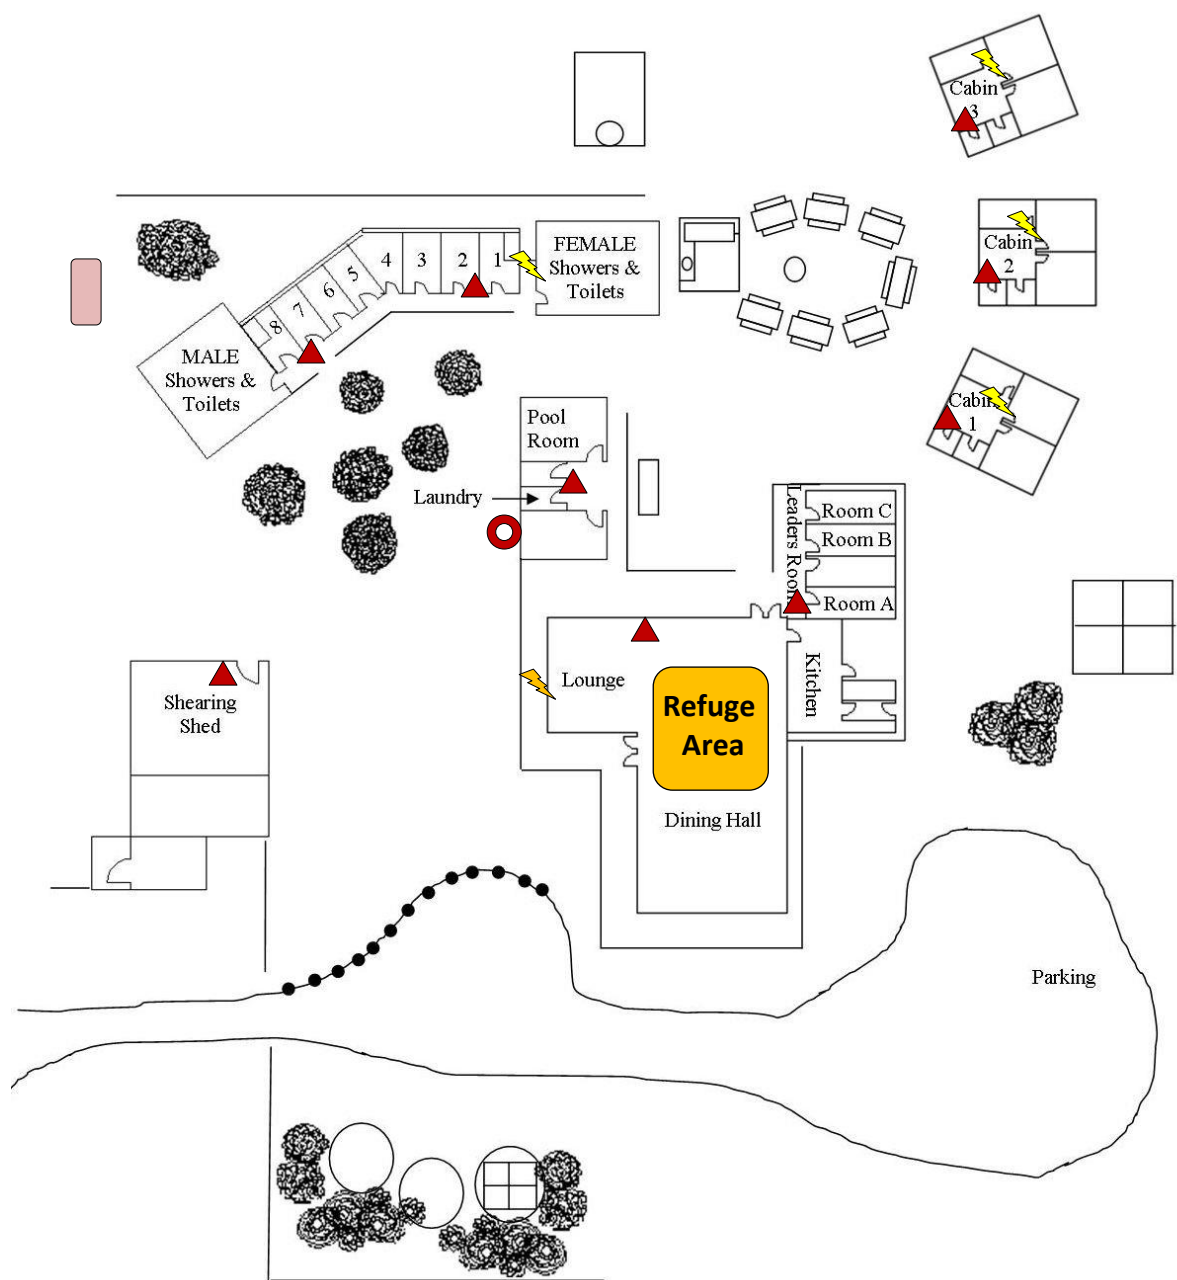 Cabin
3
FEMALE
Showers &
Toilets
1
2
3
4
5
6
7
8
Cabin
2
MALE
Showers &
Toilets
Cabin
1
Pool
Room
Laundry
Leaders Room
Room C
Room B
Room A
Kitchen
Lounge
Refuge
Area
Shearing
Shed
Dining Hall
Parking